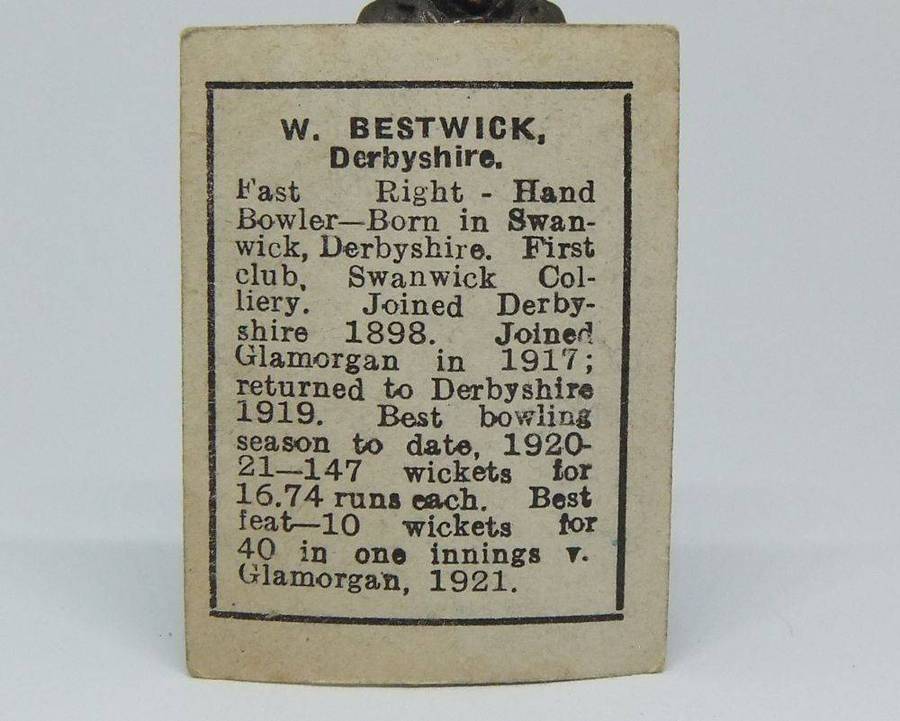 W. BESTWICK,
Derbyshire.
Fast Right - Hand
Bowler—Born in Swan-
wick, Derbyshire. First
club, Swanwick Col-
liery. Joined Derby-
shire 1898. Joined
Glamorgan in 1917;
returned to Derbyshire
1919. Best bowling
season to date, 1920-
21—147 wickets for
16.74 runs each. Best
feat—10 wickets for
40 in one innings v.
Glamorgan, 1921.